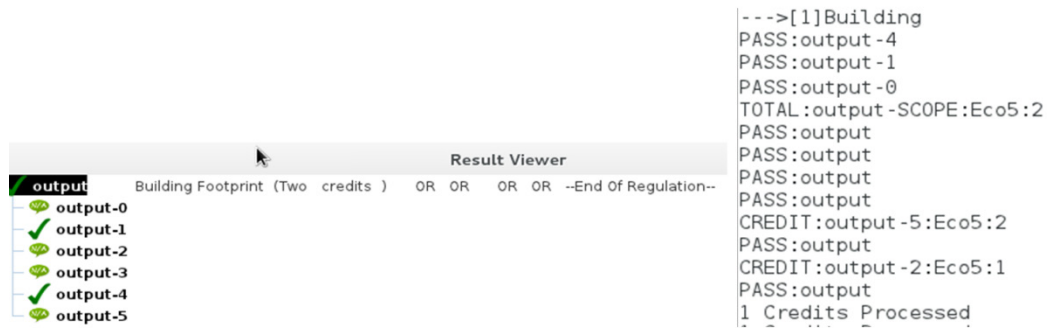 Result Viewer
output Building Footprint (Two credits ) OR OR OR OR --End Of Regulation--
output-0
output-1
output-2
output-3
output-4
output-5
--->[1]Building
PASS:output-4
PASS:output-1
PASS:output-0
TOTAL:output-SCOPE:Eco5:2
PASS:output
PASS:output
PASS:output
PASS:output
CREDIT:output-5:Eco5:2
PASS:output
CREDIT:output-2:Eco5:1
PASS:output
1 Credits Processed